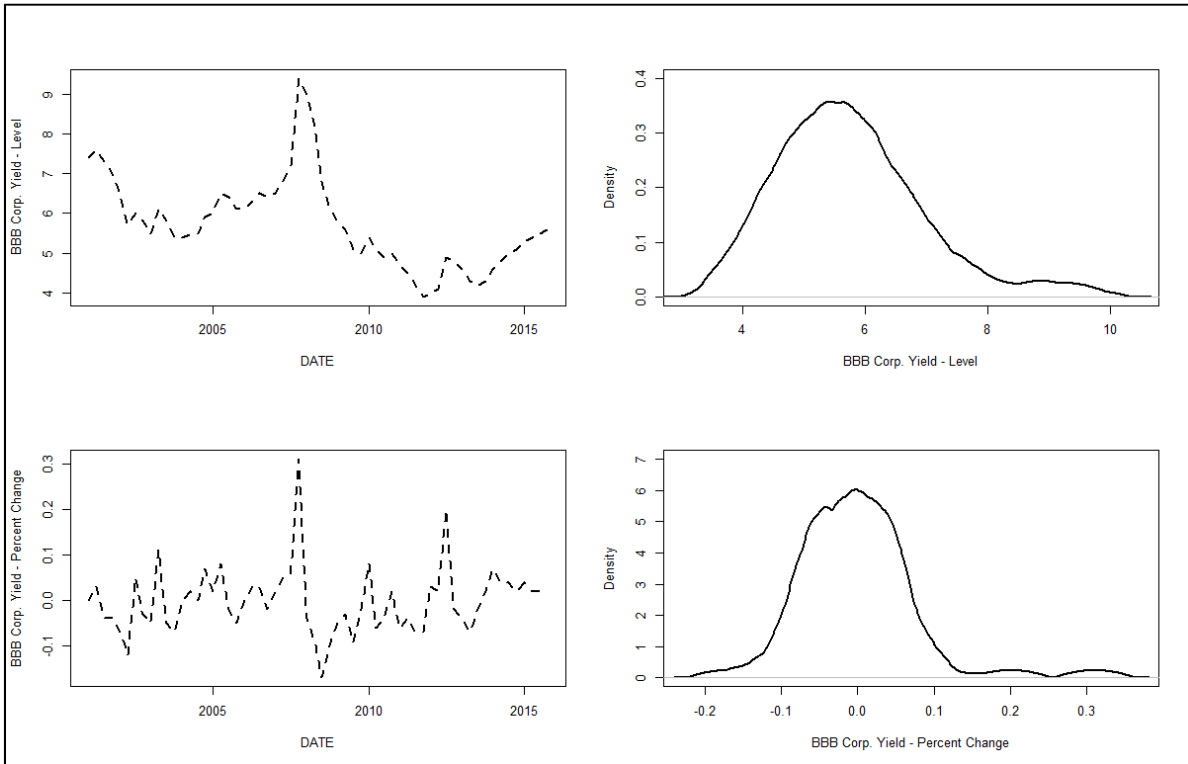 BBB Corp. Yield - Level
9
8
7
6
5
4
2005 2010 2015
DATE
Density
0.4
0.3
0.2
0.1
0.0
4 6 8 10
BBB Corp. Yield - Level
BBB Corp. Yield - Percent Change
0.3
0.2
0.1
0.0
-0.1
2005 2010 2015
DATE
Density
7
6
5
4
3
2
1
0
-0.2 -0.1 0.0 0.1 0.2 0.3
BBB Corp. Yield - Percent Change